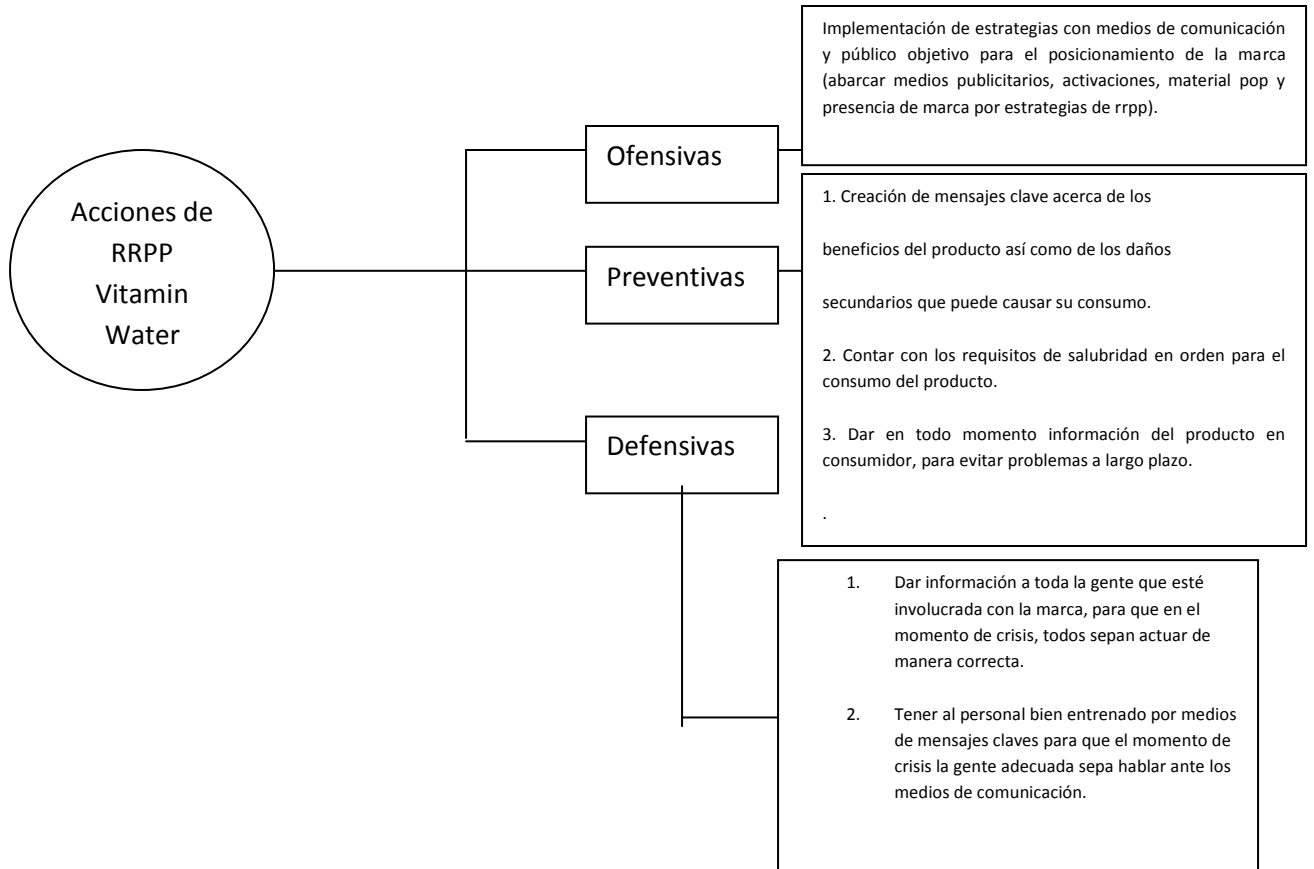 Acciones de
RRPP
Vitamin
Water
Ofensivas
Implementación de estrategias con medios de comunicación
y público objetivo para el posicionamiento de la marca
(abarcar medios publicitarios, activaciones, material pop y
presencia de marca por estrategias de rrpp).
Preventivas
1. Creación de mensajes clave acerca de los
beneficios del producto así como de los daños
secundarios que puede causar su consumo.
2. Contar con los requisitos de salubridad en orden para el
consumo del producto.
3. Dar en todo momento información del producto en
consumidor, para evitar problemas a largo plazo.
.
Defensivas
1. Dar información a toda la gente que esté
involucrada con la marca, para que en el
momento de crisis, todos sepan actuar de
manera correcta.
2. Tener al personal bien entrenado por medios
de mensajes claves para que el momento de
crisis la gente adecuada sepa hablar ante los
medios de comunicación.